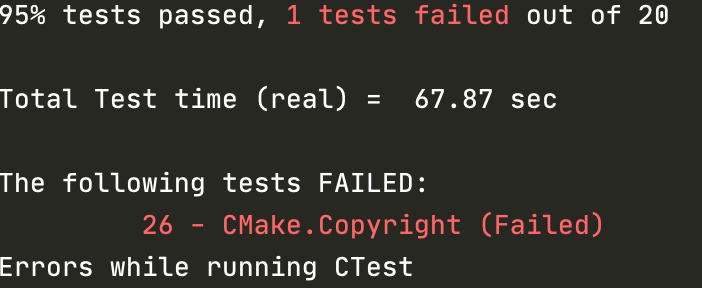 95% tests passed, 1 tests failed out of 20
Total Test time (real) =  67.87 sec
The following tests FAILED:
26 - CMake.Copyright (Failed)
Errors while running CTest